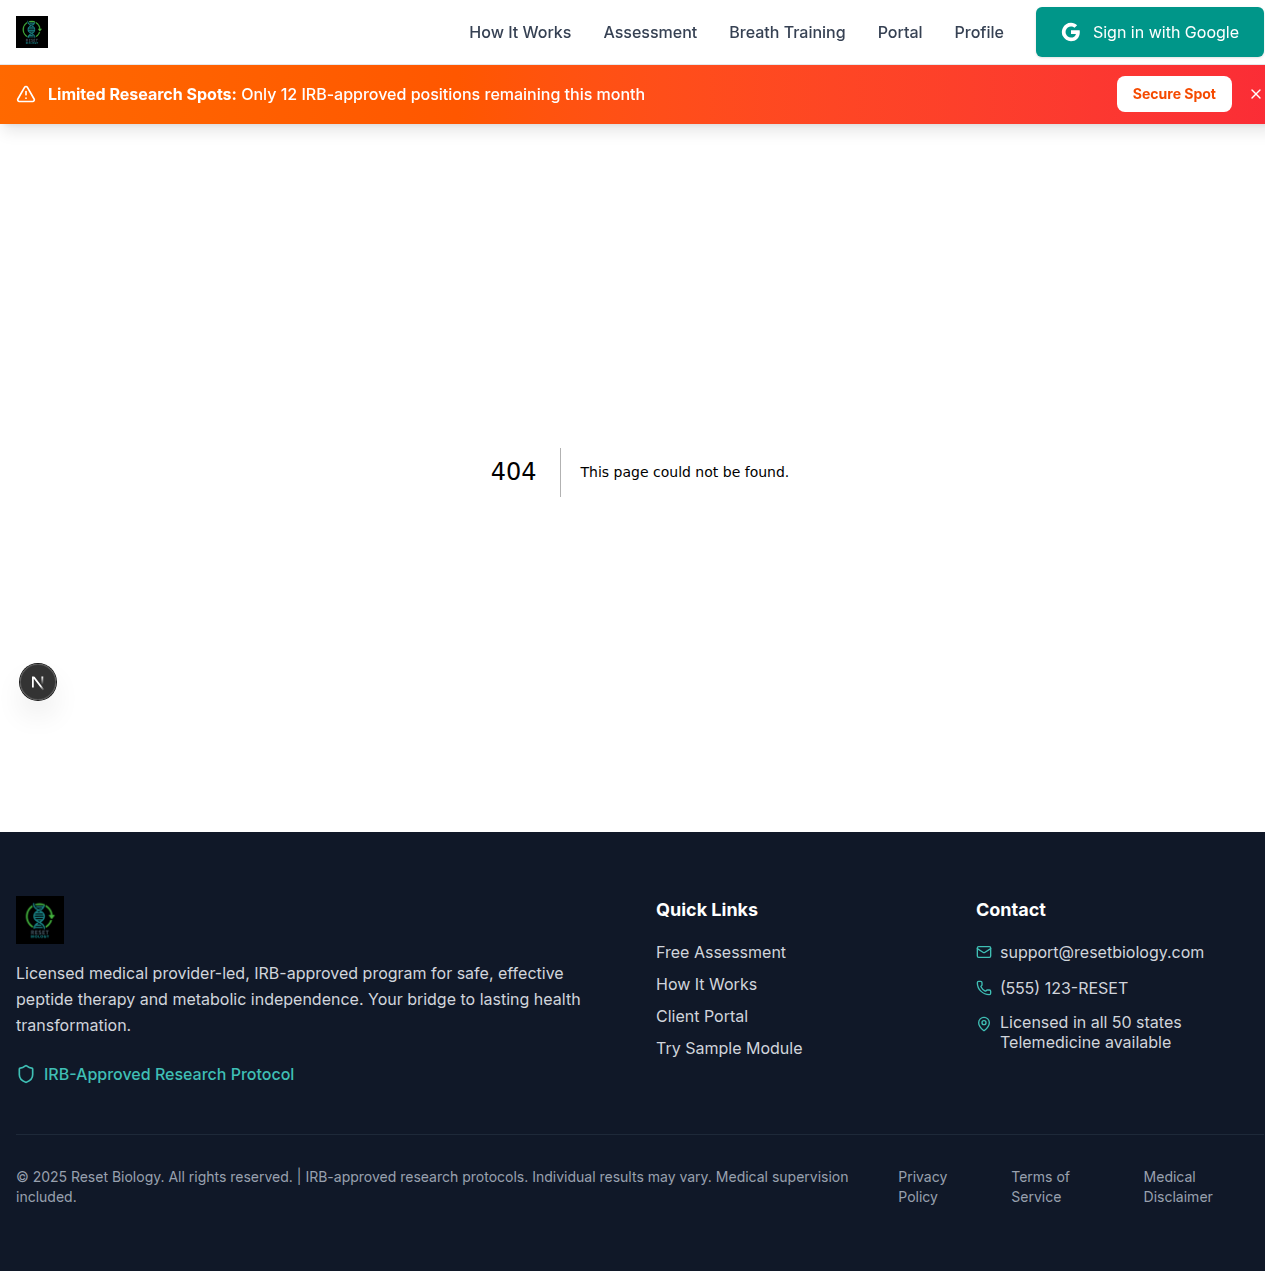 How It Works
Assessment
Breath Training
Portal
Profile
Sign in with Google
Limited Research Spots: Only 12 IRB-approved positions remaining this month
Secure Spot
404
This page could not be found.
N
RESET
Licensed medical provider-led, IRB-approved program for safe, effective
peptide therapy and metabolic independence. Your bridge to lasting health
transformation.
IRB-Approved Research Protocol
Quick Links
Free Assessment
How It Works
Client Portal
Try Sample Module
Contact
support@resetbiology.com
(555) 123-RESET
Licensed in all 50 states
Telemedicine available
© 2025 Reset Biology. All rights reserved. | IRB-approved research protocols. Individual results may vary. Medical supervision
included.
Privacy
Policy
Terms of
Service
Medical
Disclaimer